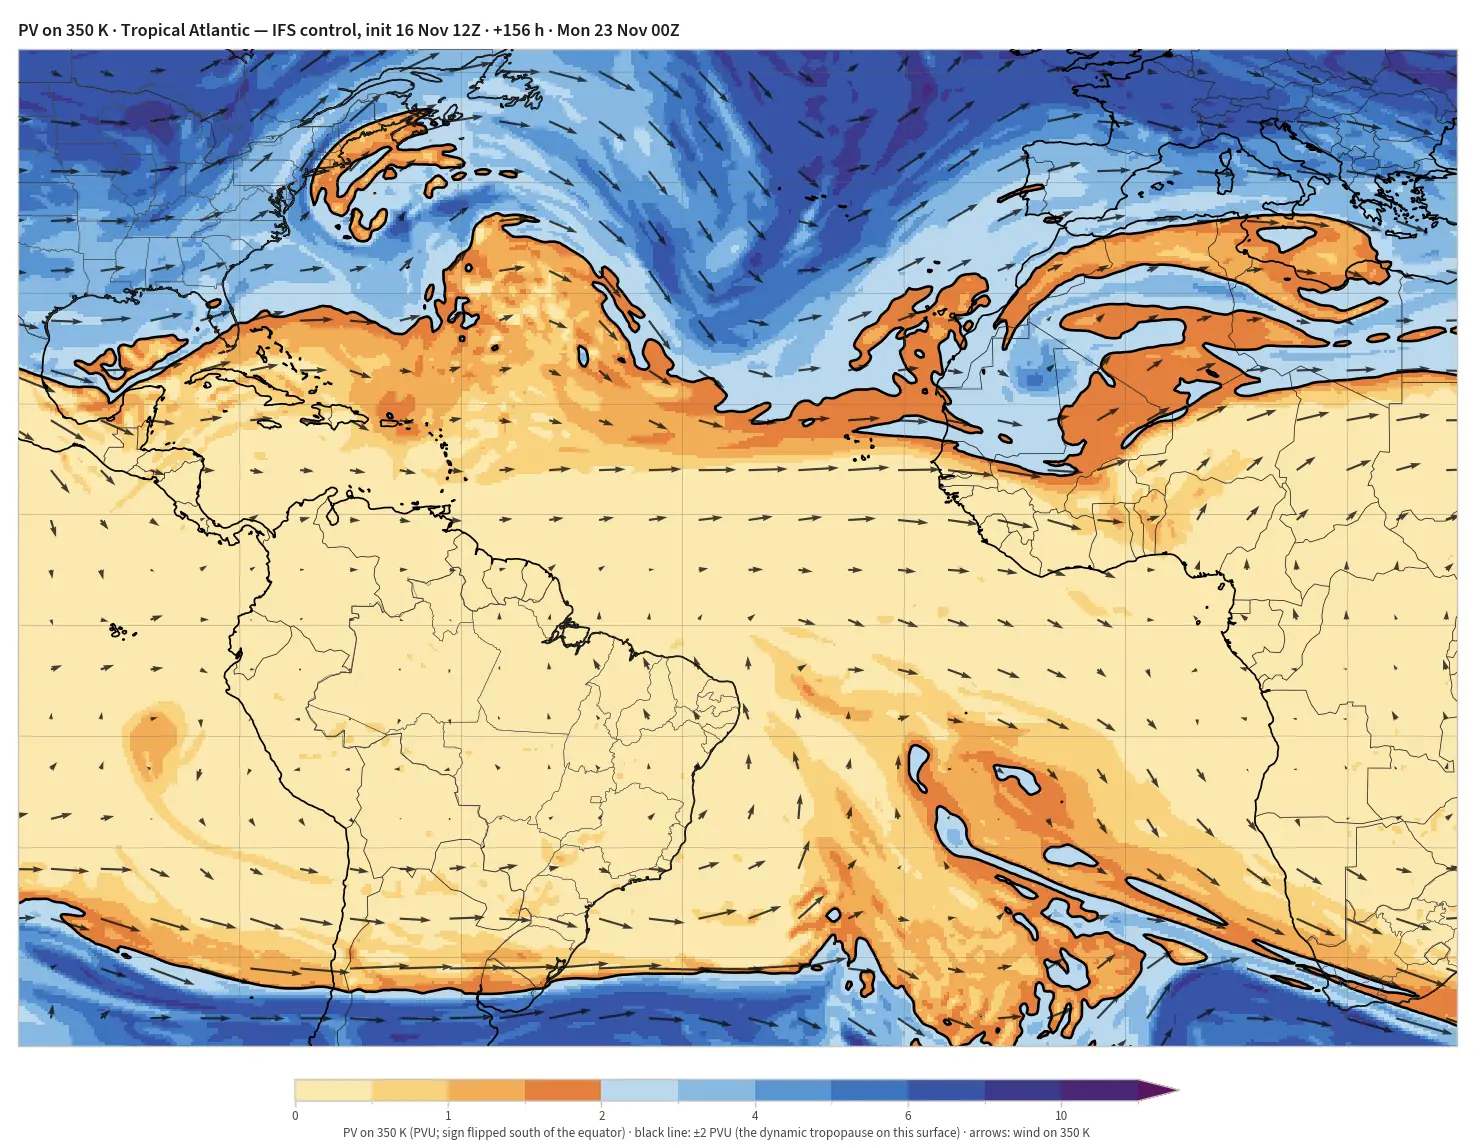 PV on 350 K · Tropical Atlantic — IFS control, init 16 Nov 12Z · +156 h · Mon 23 Nov 00Z
0 1 2 4 6 10
PV on 350 K (PVU; sign flipped south of the equator) · black line: ±2 PVU (the dynamic tropopause on this surface) · arrows: wind on 350 K